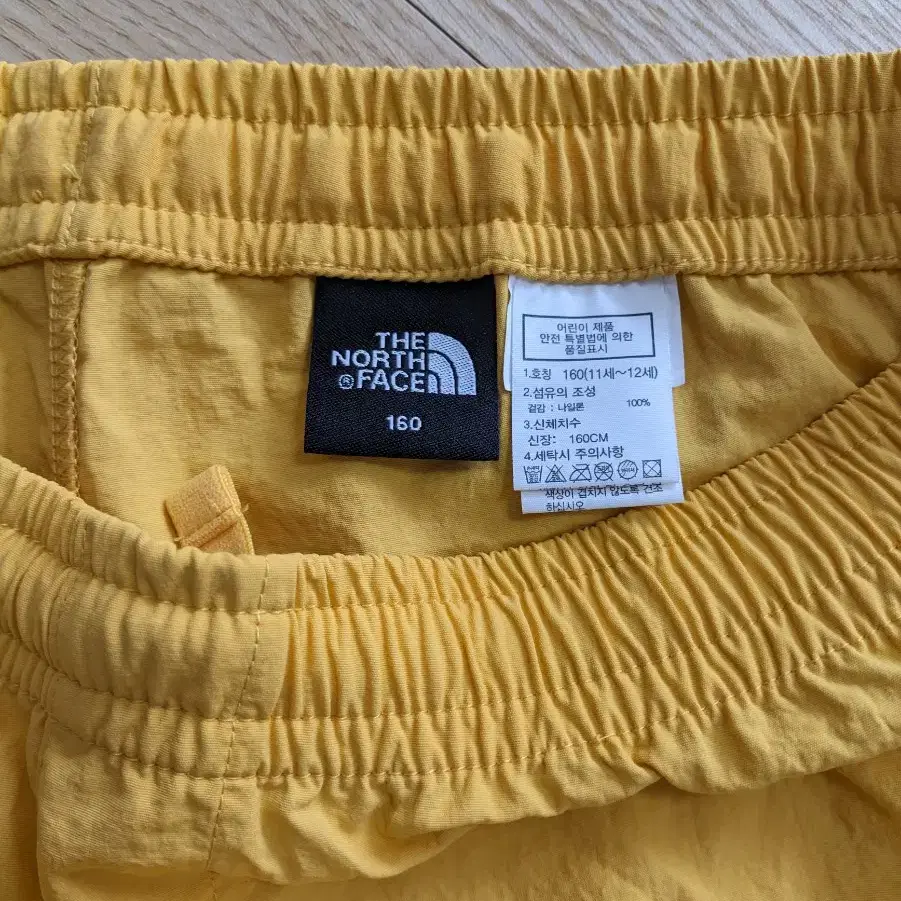 THE
NORTH
® FACE
160
어린이 제품
안전 특별법에 의한
품질표시
1.호칭 160(11세~12세)
2.섬유의 조성
겉감 : 나일론 100%
3.신체치수
신장: 160CM
4.세탁시 주의사항
색상이 겹치지 않도록 건조
하십시오